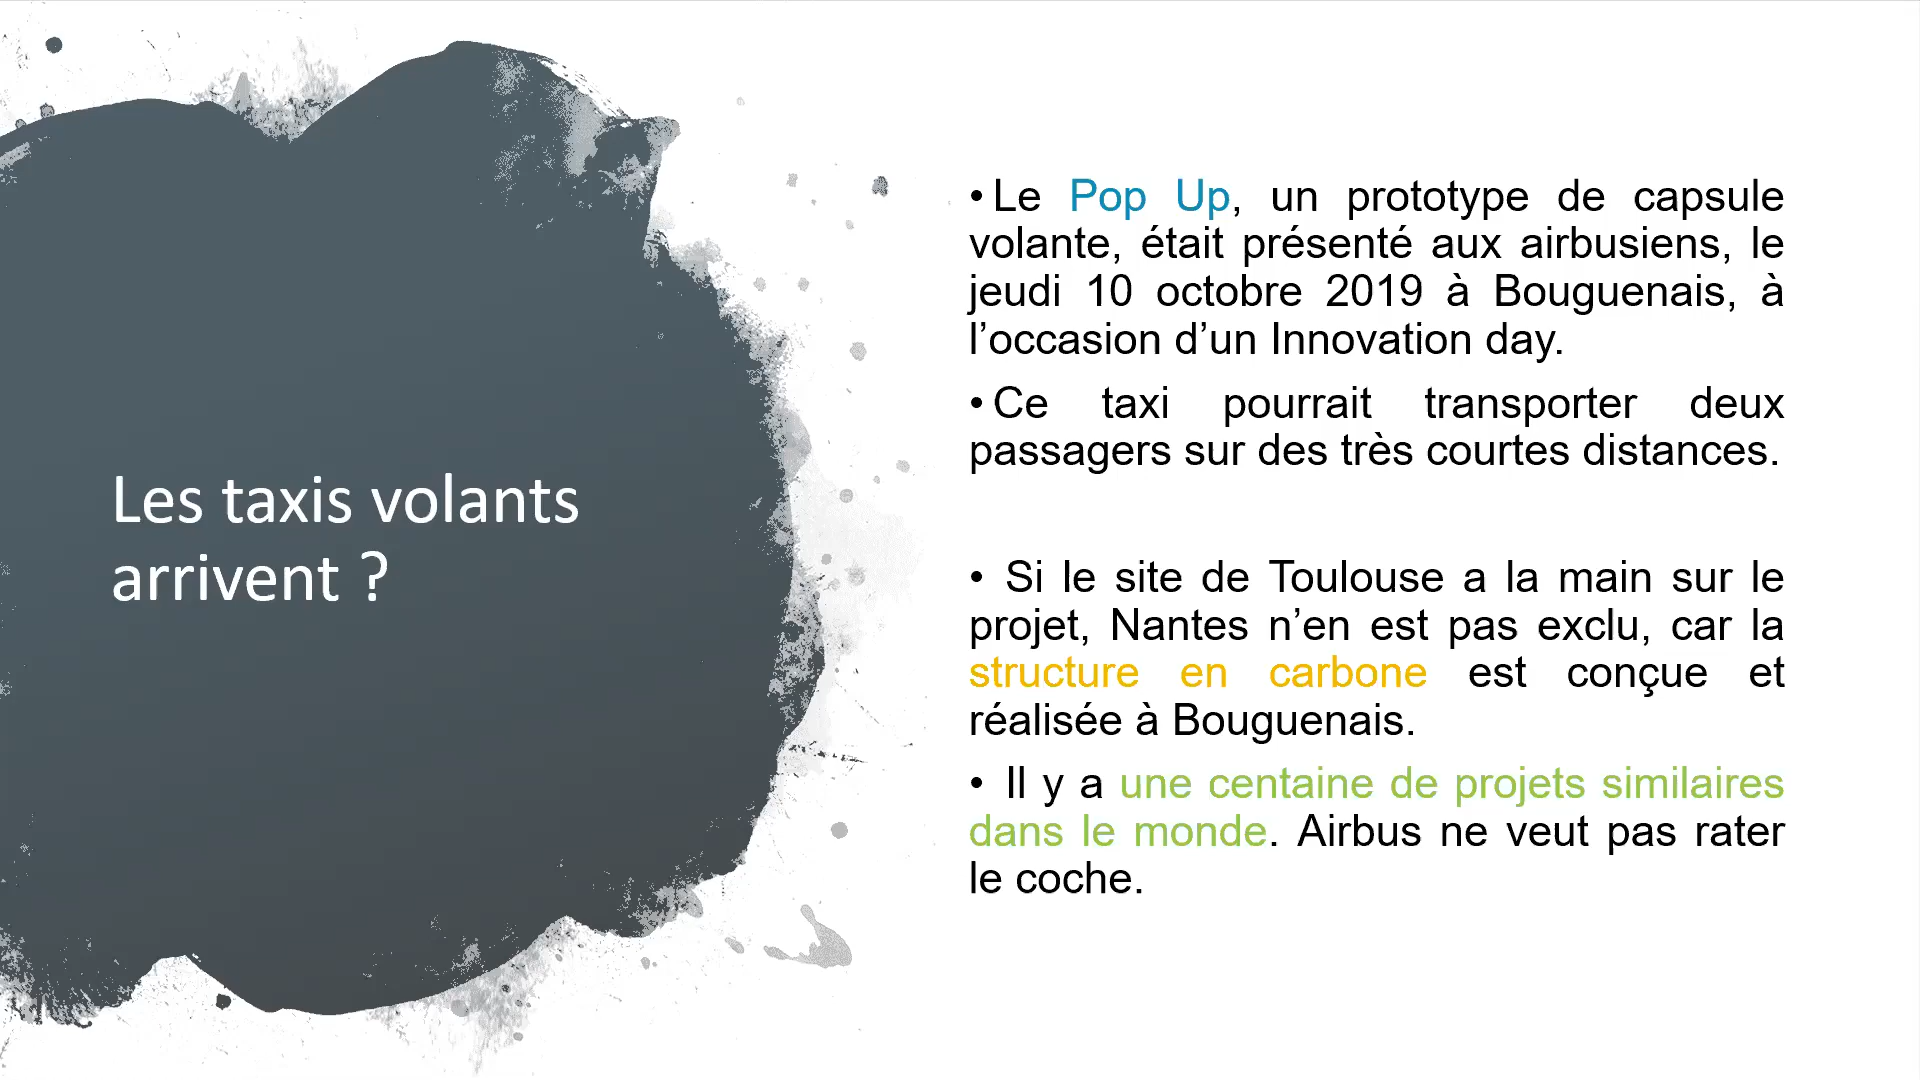 Les taxis volants
arrivent ?
• Le Pop Up, un prototype de capsule
volante, était présenté aux airbusiens, le
jeudi 10 octobre 2019 à Bouguenais, à
l’occasion d’un Innovation day.
• Ce taxi pourrait transporter deux
passagers sur des très courtes distances.
• Si le site de Toulouse a la main sur le
projet, Nantes n’en est pas exclu, car la
structure en carbone est conçue et
réalisée à Bouguenais.
• Il y a une centaine de projets similaires
dans le monde. Airbus ne veut pas rater
le coche.